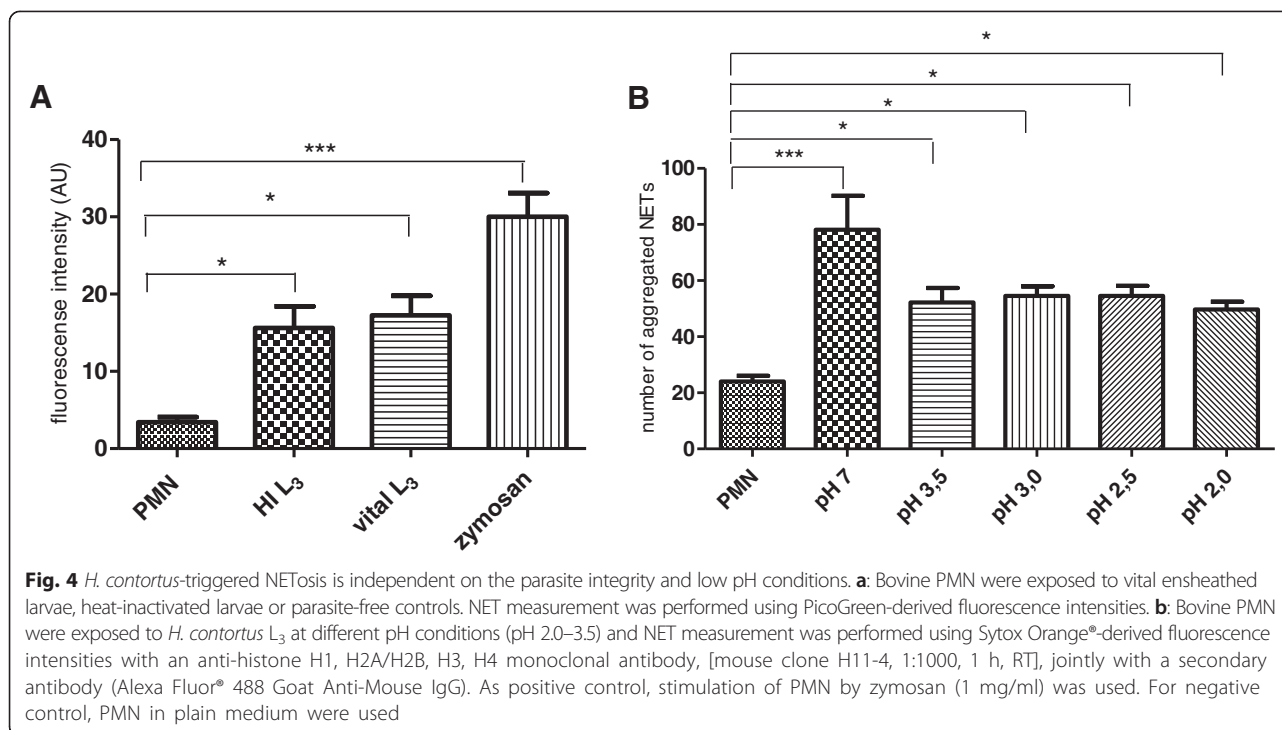 A
fluorescense intensity (AU)
40
30
20
10
0
***
*
*
PMN
HI L3
vital L3
zymosan
B
number of aggregated NETs
100
80
60
40
20
0
*
*
*
*
***
PMN
pH 7
pH 3,5
pH 3,0
pH 2,5
pH 2,0
Fig. 4 H. contortus-triggered NETosis is independent on the parasite integrity and low pH conditions. a: Bovine PMN were exposed to vital ensheathed
larvae, heat-inactivated larvae or parasite-free controls. NET measurement was performed using PicoGreen-derived fluorescence intensities. b: Bovine PMN
were exposed to H. contortus L3 at different pH conditions (pH 2.0–3.5) and NET measurement was performed using Sytox Orange®-derived fluorescence
intensities with an anti-histone H1, H2A/H2B, H3, H4 monoclonal antibody, [mouse clone H11-4, 1:1000, 1 h, RT], jointly with a secondary
antibody (Alexa Fluor® 488 Goat Anti-Mouse IgG). As positive control, stimulation of PMN by zymosan (1 mg/ml) was used. For negative
control, PMN in plain medium were used